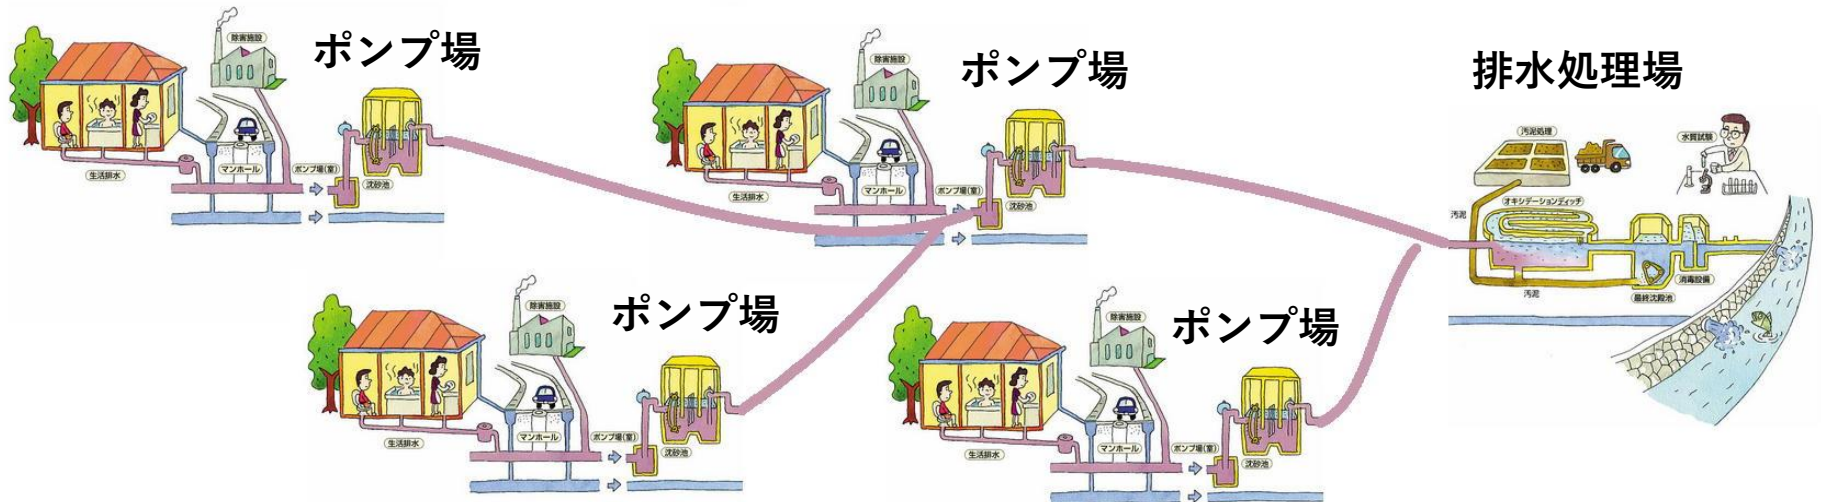 ポンプ場
除害施設
生活排水
マンホール
ポンプ場(室)
沈砂池
ポンプ場
除害施設
生活排水
マンホール
ポンプ場(室)
沈砂池
排水処理場
汚泥処理
水質試験
汚泥
オキシデーションディッチ
汚泥
最終沈殿池
消毒設備
ポンプ場
除害施設
生活排水
マンホール
ポンプ場(室)
沈砂池
ポンプ場
除害施設
生活排水
マンホール
ポンプ場(室)
沈砂池